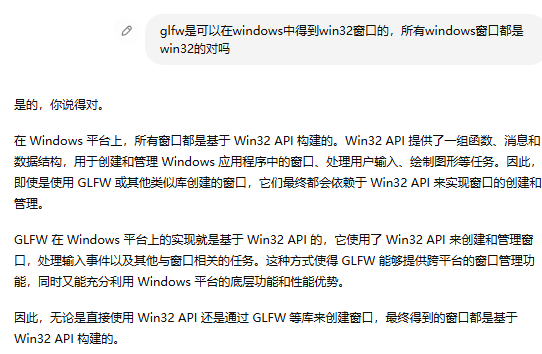 glfw是可以在windows中得到win32窗口的，所有windows窗口都是
win32的对吗
是的，你说得对。
在 Windows 平台上，所有窗口都是基于 Win32 API 构建的。Win32 API 提供了一组函数、消息和
数据结构，用于创建和管理 Windows 应用程序中的窗口、处理用户输入、绘制图形等任务。因此，
即使是使用 GLFW 或其他类似库创建的窗口，它们最终都会依赖于 Win32 API 来实现窗口的创建和
管理。
GLFW 在 Windows 平台上的实现就是基于 Win32 API 的，它使用了 Win32 API 来创建和管理窗
口，处理输入事件以及其他与窗口相关的任务。这种方式使得 GLFW 能够提供跨平台的窗口管理功
能，同时又能充分利用 Windows 平台的底层功能和性能优势。
因此，无论是直接使用 Win32 API 还是通过 GLFW 等库来创建窗口，最终得到的窗口都是基于
Win32 API 构建的。